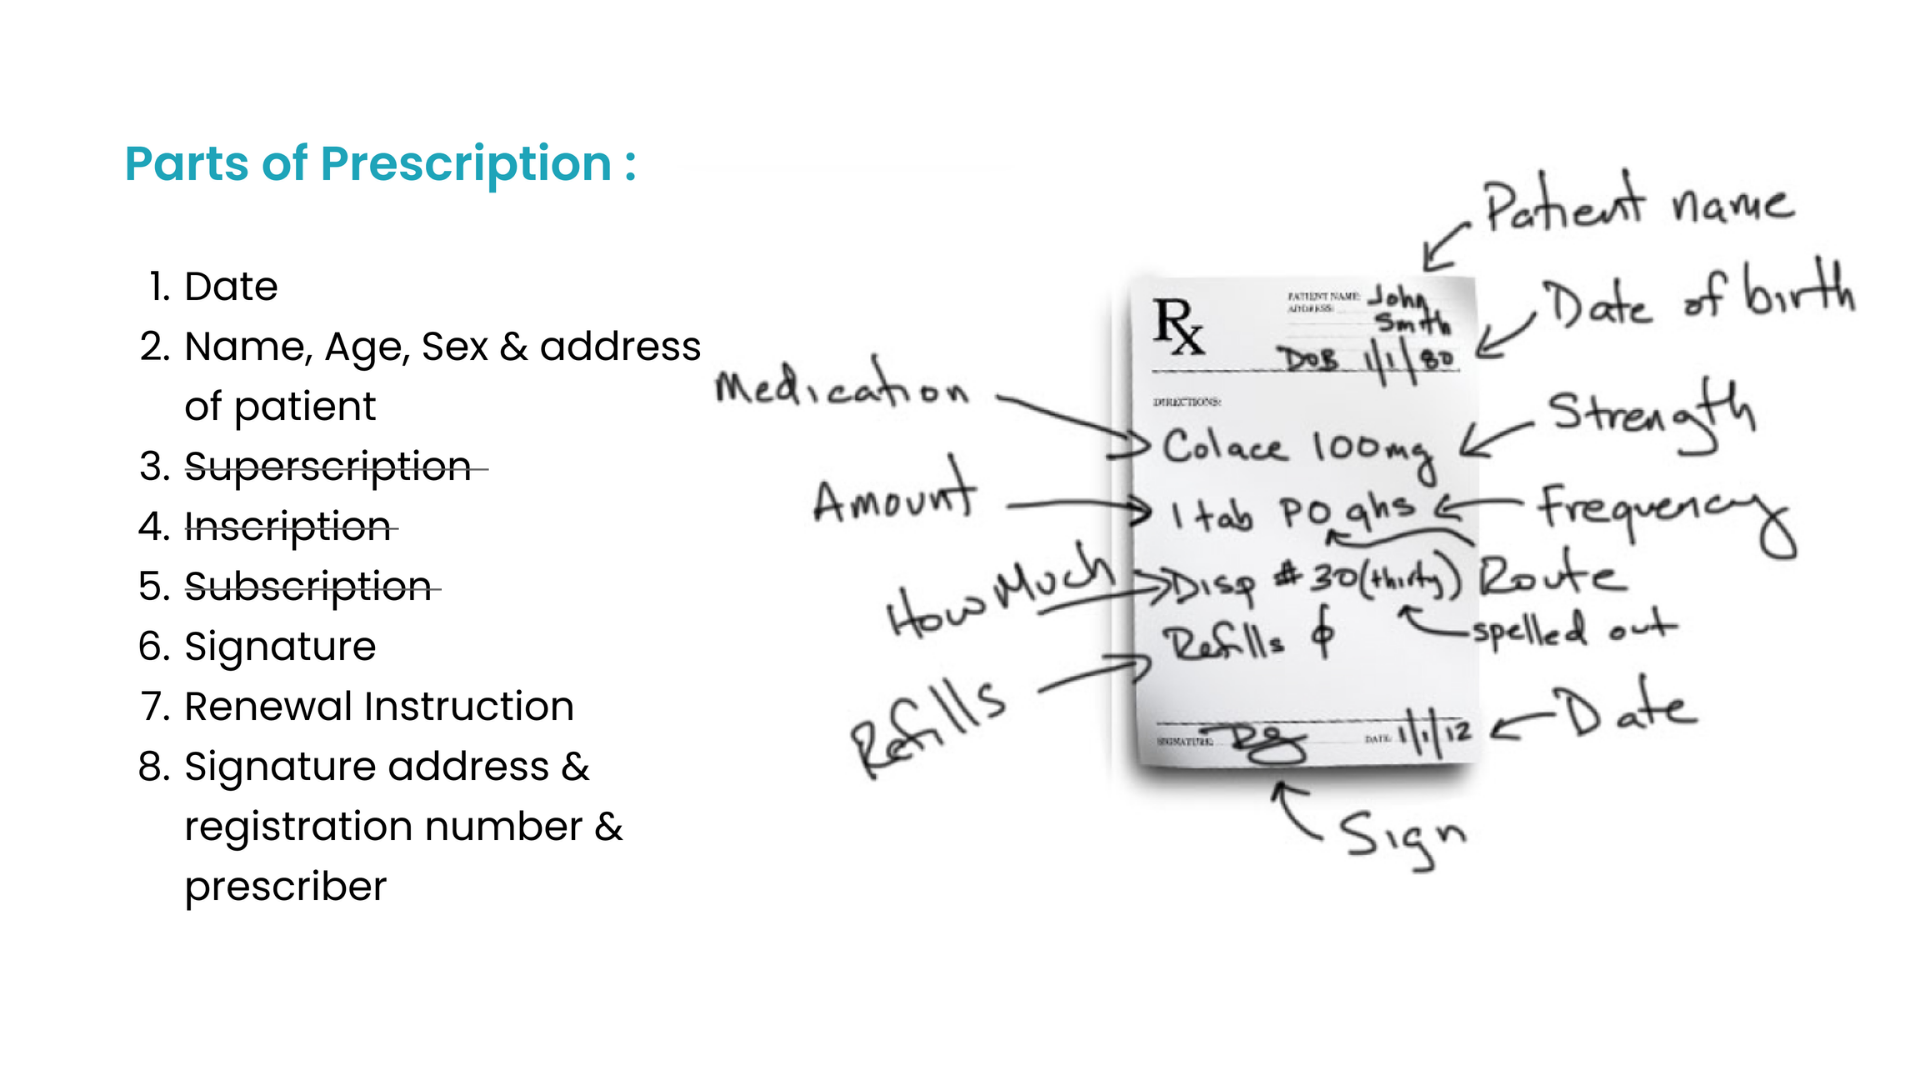 Parts of Prescription :
1. Date
2. Name, Age, Sex & address
of patient
3. Superscription
4. Inscription
5. Subscription
6. Signature
7. Renewal Instruction
8. Signature address &
registration number &
prescriber
Patient name
Date of birth
Medication
Strength
Amount
Frequency
How Much
Route
spelled out
Refills
Date
Sign
Rx
PATIENT NAME: John
ADDRESS: Smith
DOB 1/1/80
DIRECTIONS:
Colace 100mg
1 tab PO qhs
Disp # 30 (thirty)
Refills ϕ
SIGNATURE: DATE: 1/1/12